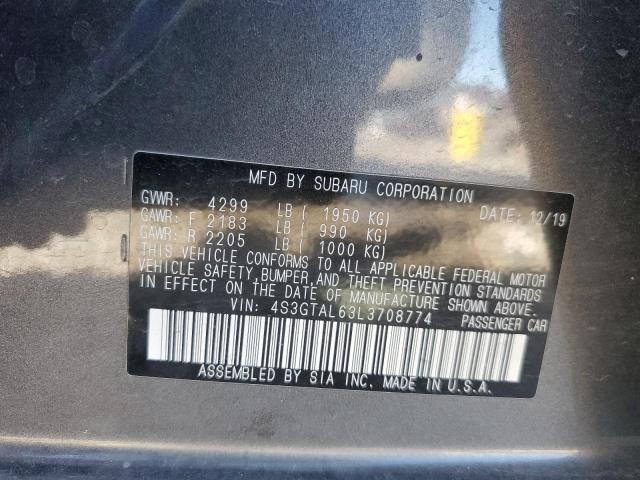 MFD BY SUBARU CORPORATION
GVWR: 4299 LB ( 1950 KG) DATE: 12/19
GAWR: F 2183 LB ( 990 KG)
GAWR: R 2205 LB ( 1000 KG)
THIS VEHICLE CONFORMS TO ALL APPLICABLE FEDERAL MOTOR
VEHICLE SAFETY, BUMPER, AND THEFT PREVENTION STANDARDS
IN EFFECT ON THE DATE OF MANUFACTURE SHOWN ABOVE.
VIN: 4S3GTAL63L3708774 PASSENGER CAR
ASSEMBLED BY SIA INC, MADE IN U.S.A.